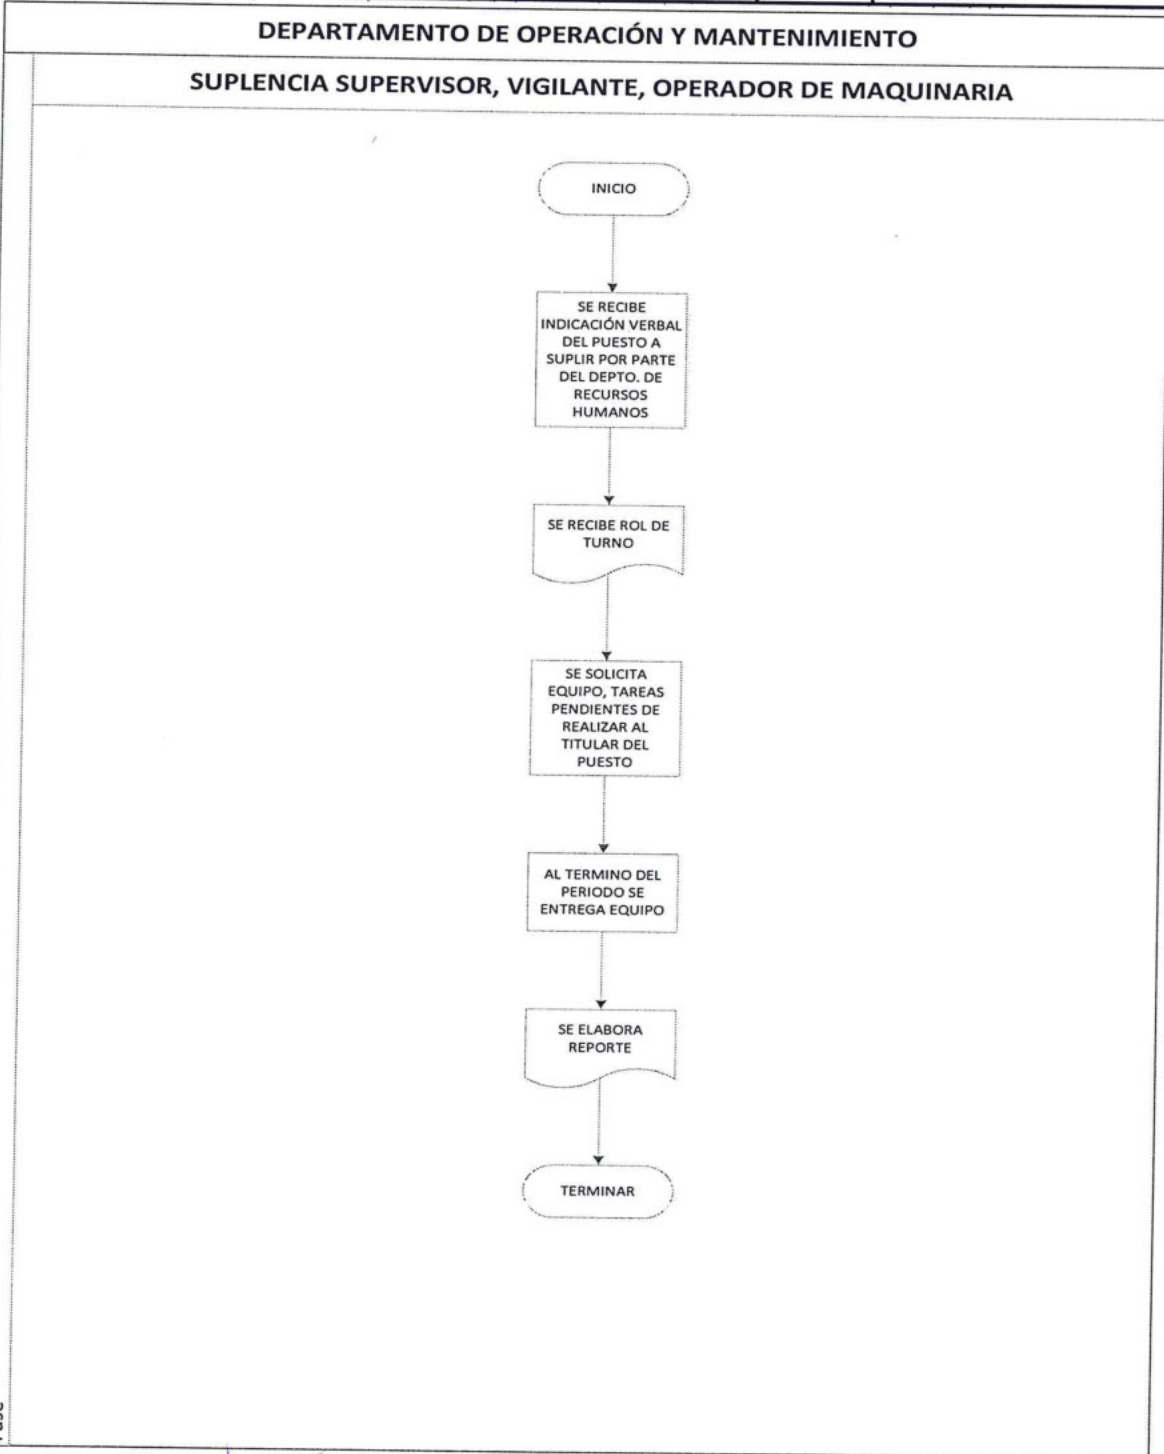 DEPARTAMENTO DE OPERACIÓN Y MANTENIMIENTO
SUPLENCIA SUPERVISOR, VIGILANTE, OPERADOR DE MAQUINARIA
INICIO
SE RECIBE
INDICACIÓN VERBAL
DEL PUESTO A
SUPLIR POR PARTE
DEL DEPTO. DE
RECURSOS
HUMANOS
SE RECIBE ROL DE
TURNO
SE SOLICITA
EQUIPO, TAREAS
PENDIENTES DE
REALIZAR AL
TITULAR DEL
PUESTO
AL TERMINO DEL
PERIODO SE
ENTREGA EQUIPO
SE ELABORA
REPORTE
TERMINAR